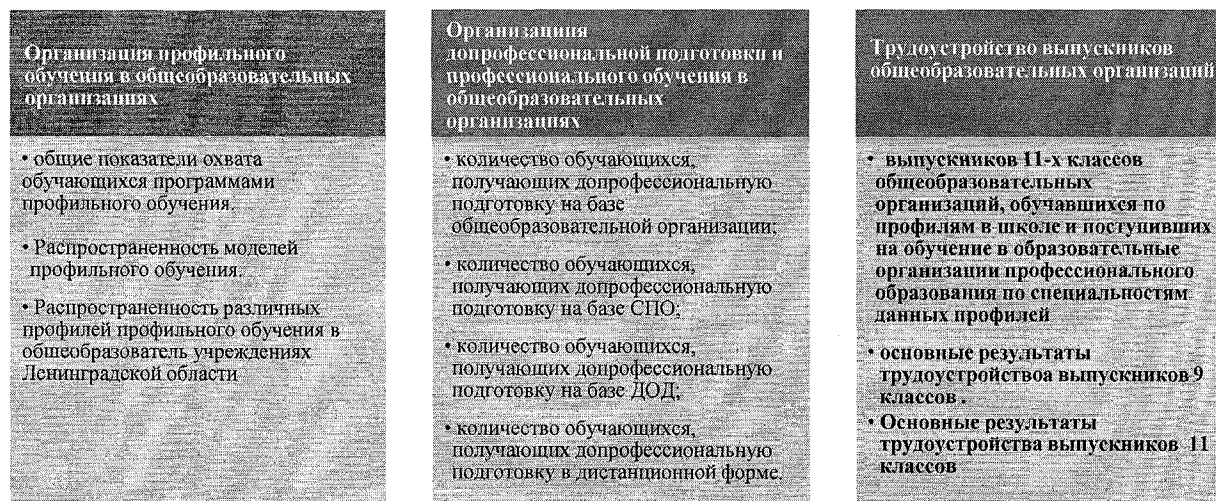 Организация профильного
обучения в общеобразовательных
организациях
• общие показатели охвата
обучающихся программами
профильного обучения.
• Распространенность моделей
профильного обучения.
• Распространенность различных
профилей профильного обучения в
общеобразователь учреждениях
Ленинградской области
Организация
допрофессиональной подготовки и
профессионального обучения в
общеобразовательных
организациях
• количество обучающихся,
получающих допрофессиональную
подготовку на базе
общеобразовательной организации;
• количество обучающихся,
получающих допрофессиональную
подготовку на базе СПО;
• количество обучающихся,
получающих допрофессиональную
подготовку на базе ДОД;
• количество обучающихся,
получающих допрофессиональную
подготовку в дистанционной форме.
Трудоустройство выпускников
общеобразовательных организаций
• выпускников 11-х классов
общеобразовательных
организаций, обучавшихся по
профилям в школе и поступивших
на обучение в образовательные
организации профессионального
образования по специальностям
данных профилей
• основные результаты
трудоустройствоа выпускников 9
классов .
• Основные результаты
трудоустройства выпускников 11
классов